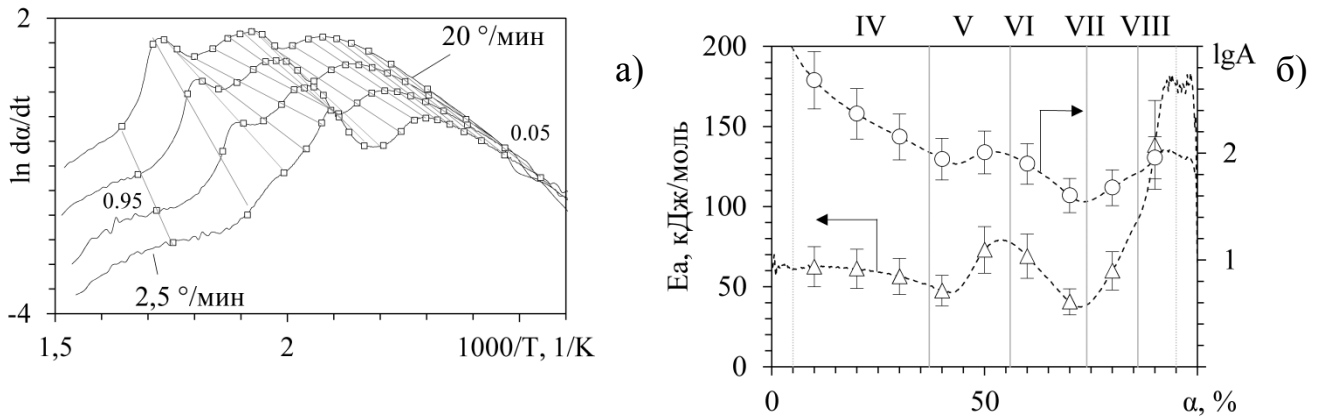 2
20 °/мин
а)
ln dα/dt
0.05
0.95
2,5 °/мин
-4
1,5
2
1000/T, 1/K
IV
V
VI
VII
VIII
200
lgA
б)
150
2
Ea, кДж/моль
100
1
50
0
0
50
α, %